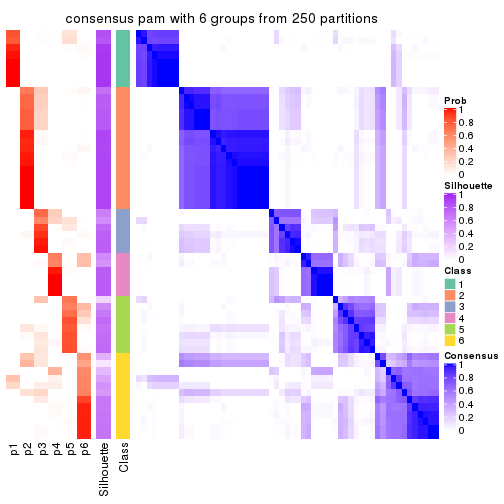 consensus pam with 6 groups from 250 partitions
Prob
1
0.8
0.6
0.4
0.2
0
Silhouette
1
0.8
0.6
0.4
0.2
0
Class
1
2
3
4
5
6
Consensus
1
0.8
0.6
0.4
0.2
0
p1
p2
p3
p4
p5
p6
Silhouette
Class